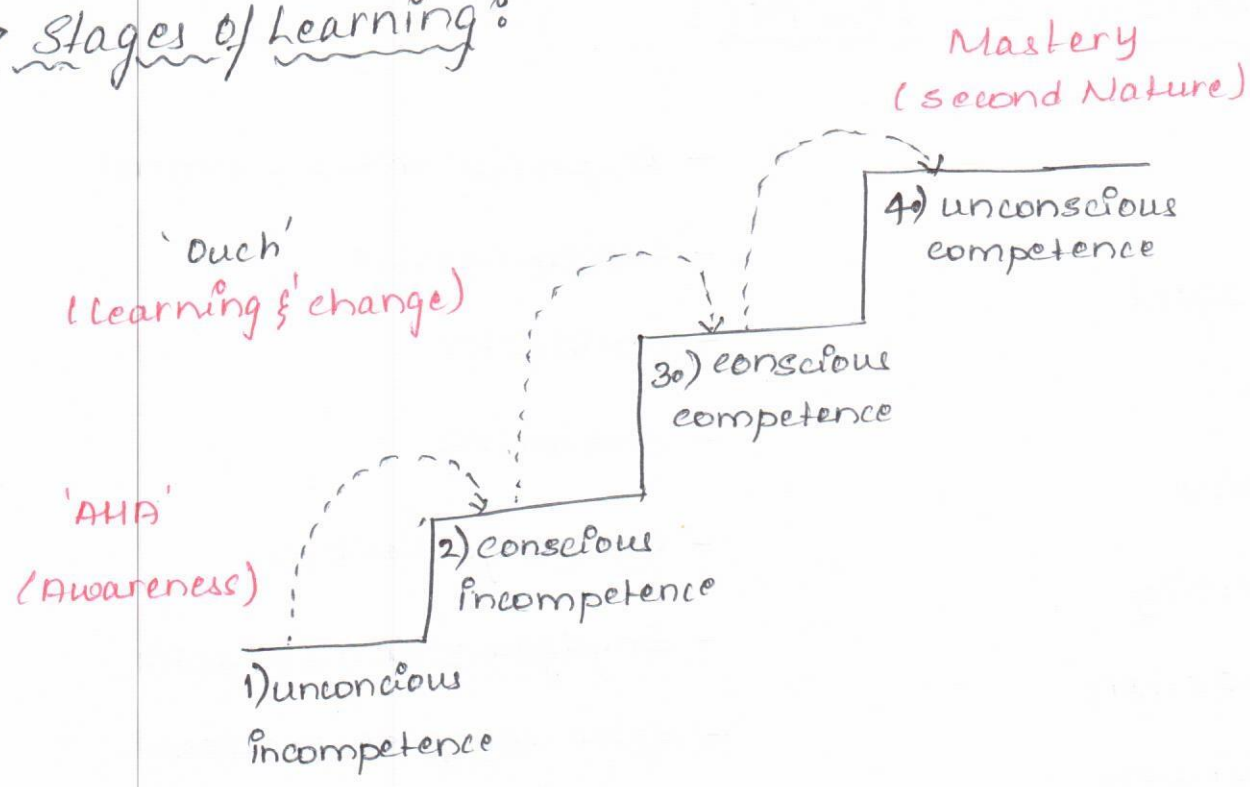 Stages of Learning:
Mastery
(second Nature)
4.) unconscious
competence
'ouch'
(Learning & change)
3.) conscious
competence
'AHA'
(Awareness)
2) conscious
incompetence
1) unconcious
incompetence